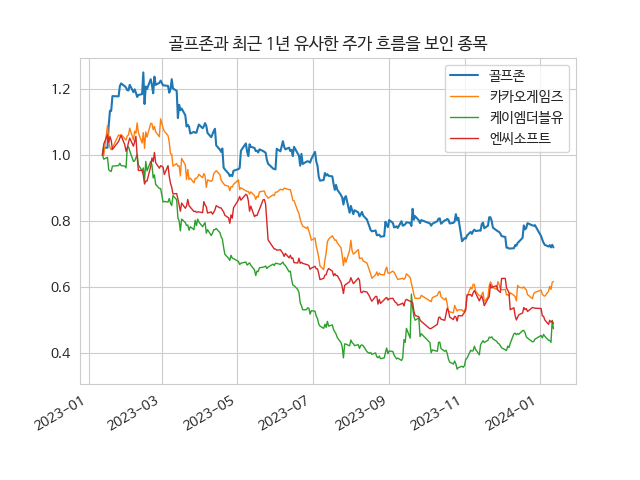 골프존과 최근 1년 유사한 주가 흐름을 보인 종목
골프존
카카오게임즈
케이엠더블유
엔씨소프트
1.2
1.0
0.8
0.6
0.4
2023-01
2023-03
2023-05
2023-07
2023-09
2023-11
2024-01